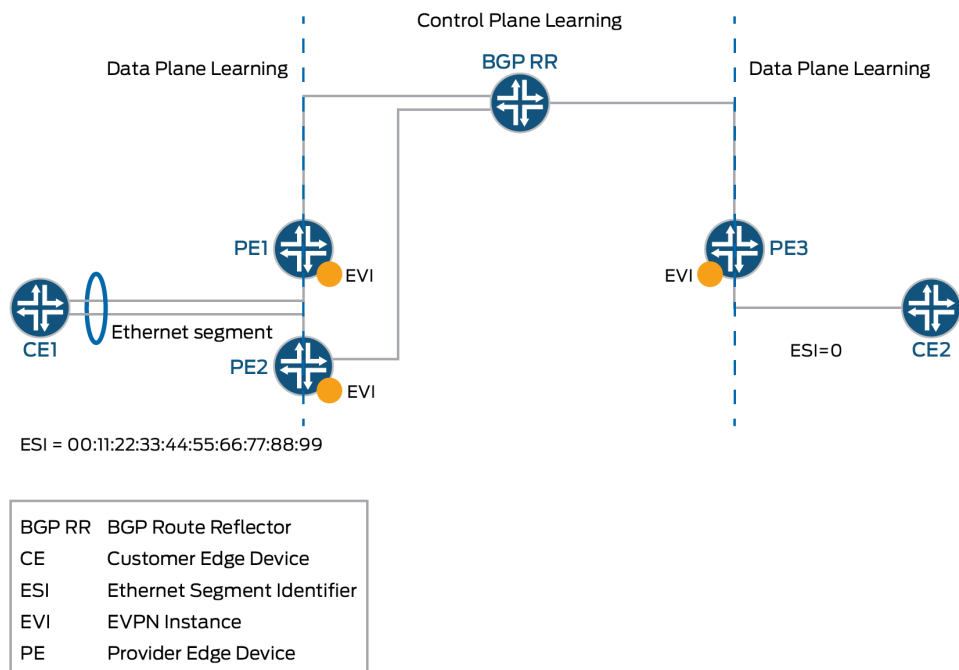 Control Plane Learning
Data Plane Learning
BGP RR
Data Plane Learning
PE1
EVI
PE3
EVI
CE1
Ethernet segment
PE2
EVI
ESI=0
CE2
ESI = 00:11:22:33:44:55:66:77:88:99
BGP RR BGP Route Reflector
CE Customer Edge Device
ESI Ethernet Segment Identifier
EVI EVPN Instance
PE Provider Edge Device